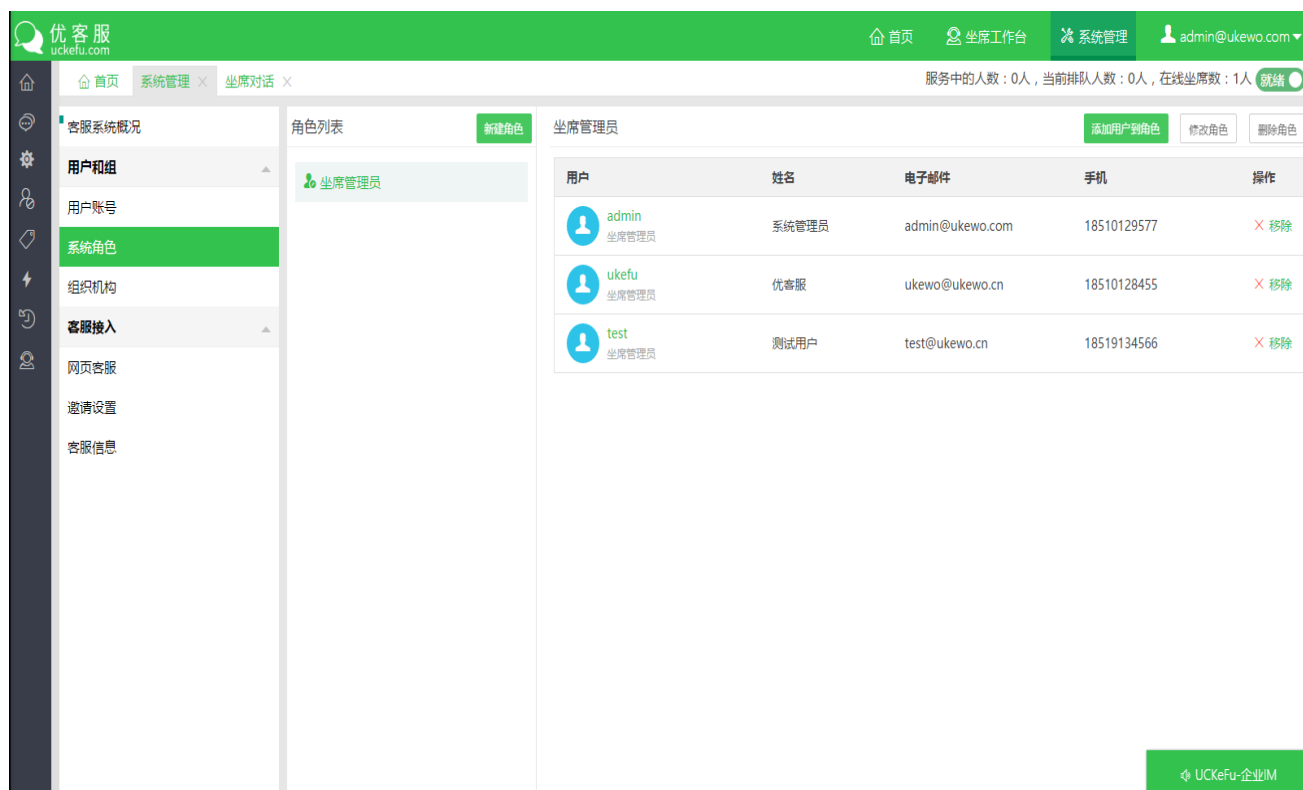 优客服
uckefu.com
首页 坐席工作台 系统管理 admin@ukewo.com
首页 系统管理 坐席对话
服务中的人数：0人，当前排队人数：0人，在线坐席数：1人 就绪
客服系统概况
用户和组
用户账号
系统角色
组织机构
客服接入
网页客服
邀请设置
客服信息
角色列表 新建角色
坐席管理员
坐席管理员 添加用户到角色 修改角色 删除角色
用户 姓名 电子邮件 手机 操作
admin
坐席管理员
系统管理员 admin@ukewo.com 18510129577 移除
ukefu
坐席管理员
优客服 ukewo@ukewo.cn 18510128455 移除
test
坐席管理员
测试用户 test@ukewo.cn 18519134566 移除
UCKeFu-企业IM